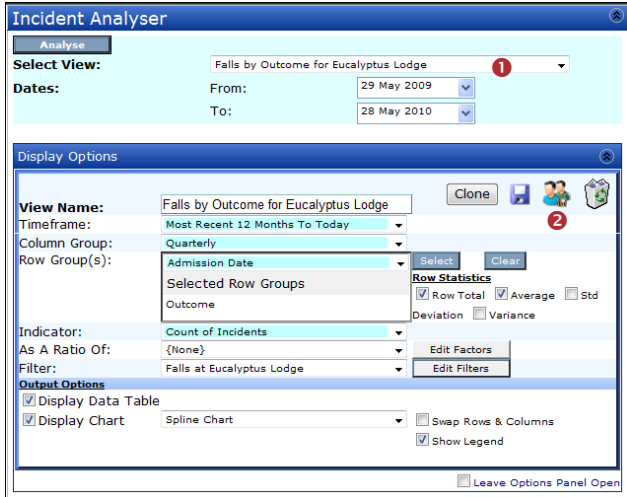 Incident Analyser
Analyse
Select View: Falls by Outcome for Eucalyptus Lodge 1
Dates: From: 29 May 2009
To: 28 May 2010
Display Options
View Name: Falls by Outcome for Eucalyptus Lodge Clone
2
Timeframe: Most Recent 12 Months To Today
Column Group: Quarterly
Row Group(s): Admission Date Select Clear
Selected Row Groups Row Statistics
Row Total Average Std
Outcome Deviation Variance
Indicator: Count of Incidents
As A Ratio Of: {None} Edit Factors
Filter: Falls at Eucalyptus Lodge Edit Filters
Output Options
Display Data Table
Display Chart Spline Chart Swap Rows & Columns
Show Legend
Leave Options Panel Open